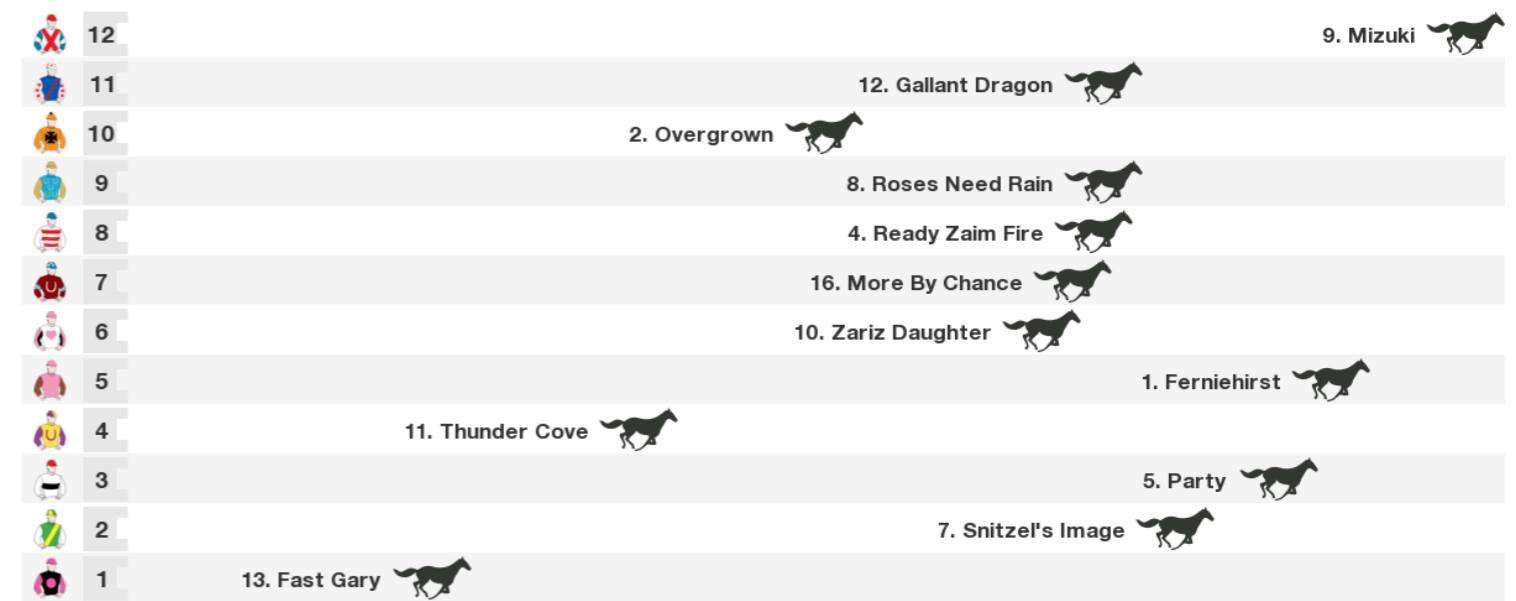 12 9. Mizuki
11 12. Gallant Dragon
10 2. Overgrown
9 8. Roses Need Rain
8 4. Ready Zaim Fire
7 16. More By Chance
6 10. Zariz Daughter
5 1. Ferniehirst
4 11. Thunder Cove
3 5. Party
2 7. Snitzel's Image
1 13. Fast Gary